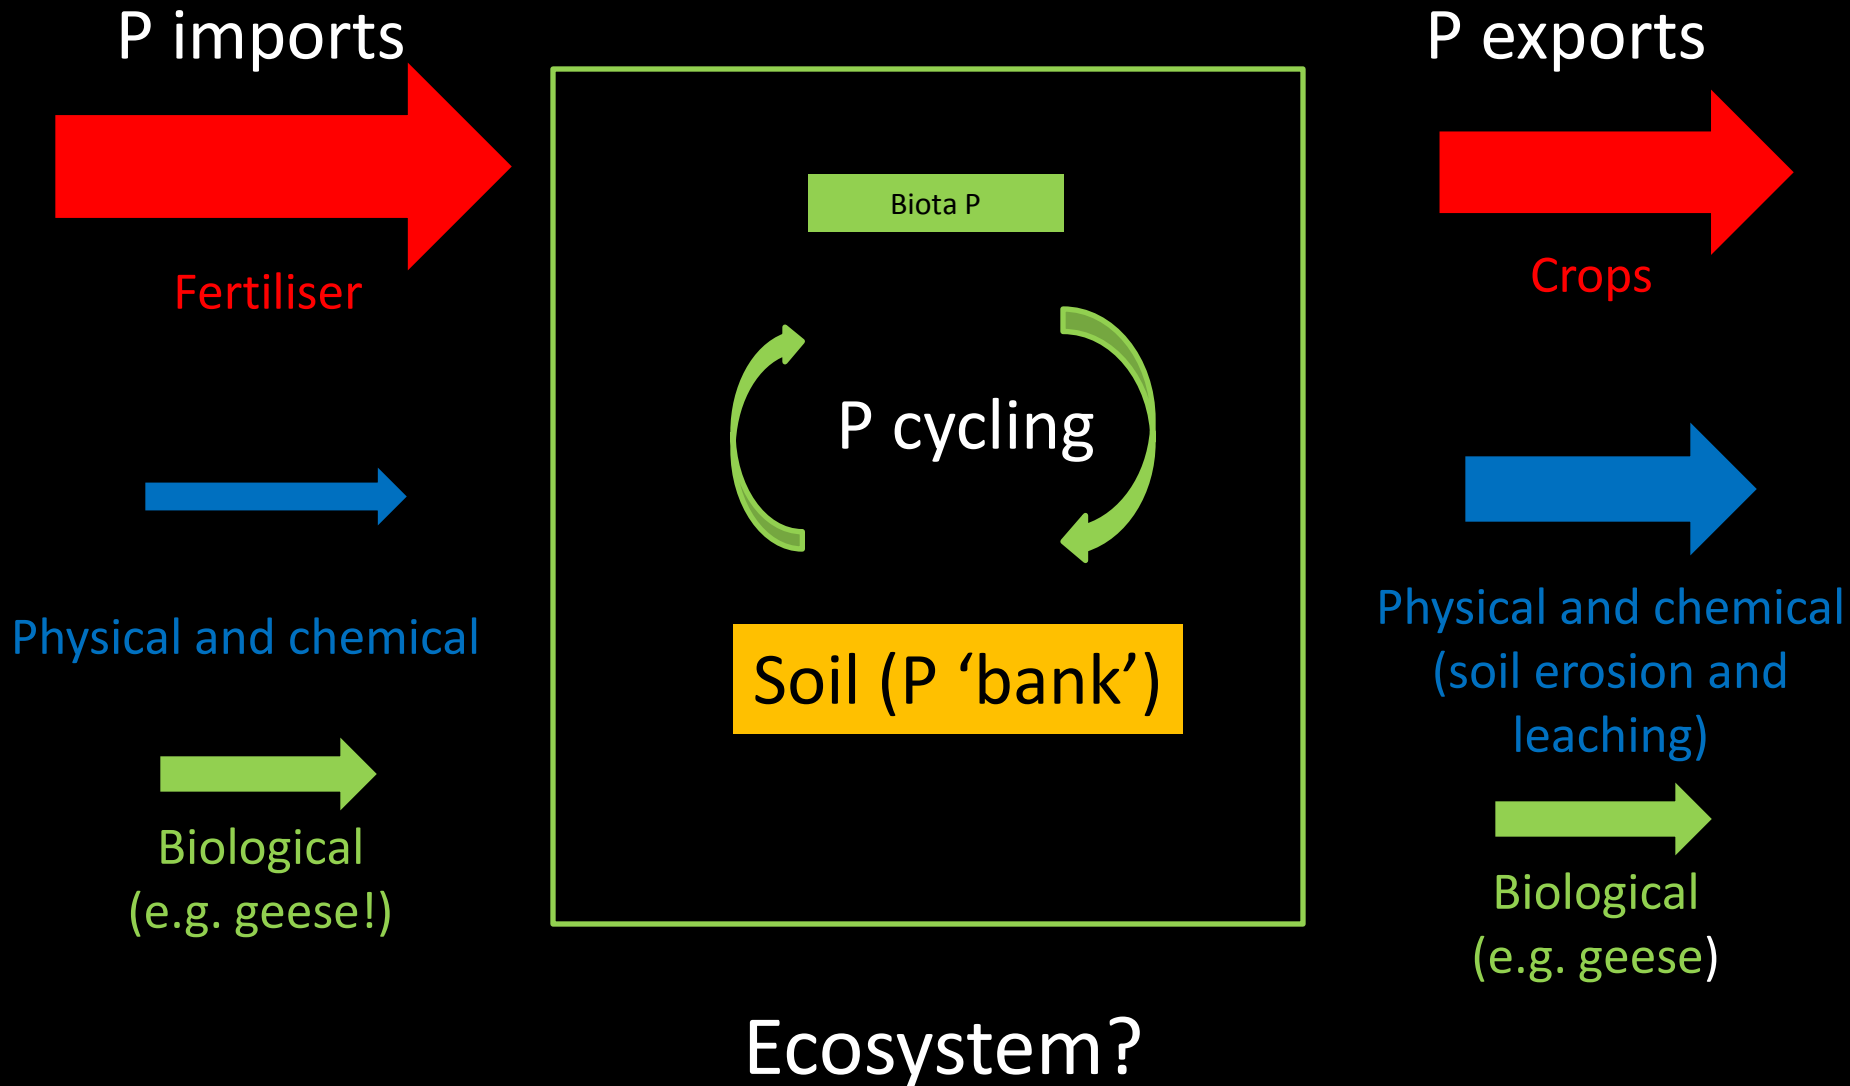 P imports
Fertiliser
Physical and chemical
Biological
(e.g. geese!)
Biota P
P cycling
Soil (P ‘bank’)
P exports
Crops
Physical and chemical
(soil erosion and
leaching)
Biological
(e.g. geese)
Ecosystem?